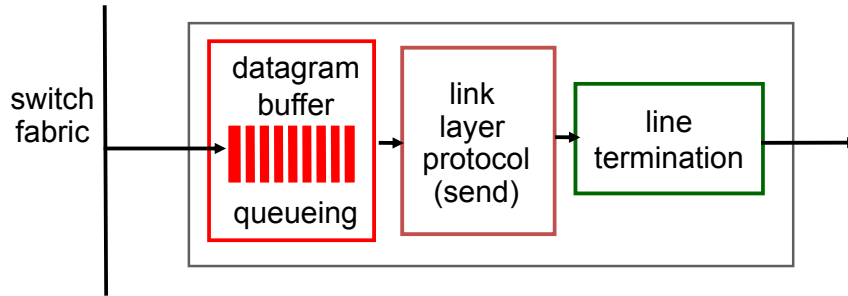 switch
fabric
datagram
buffer
queueing
link
layer
protocol
(send)
line
termination